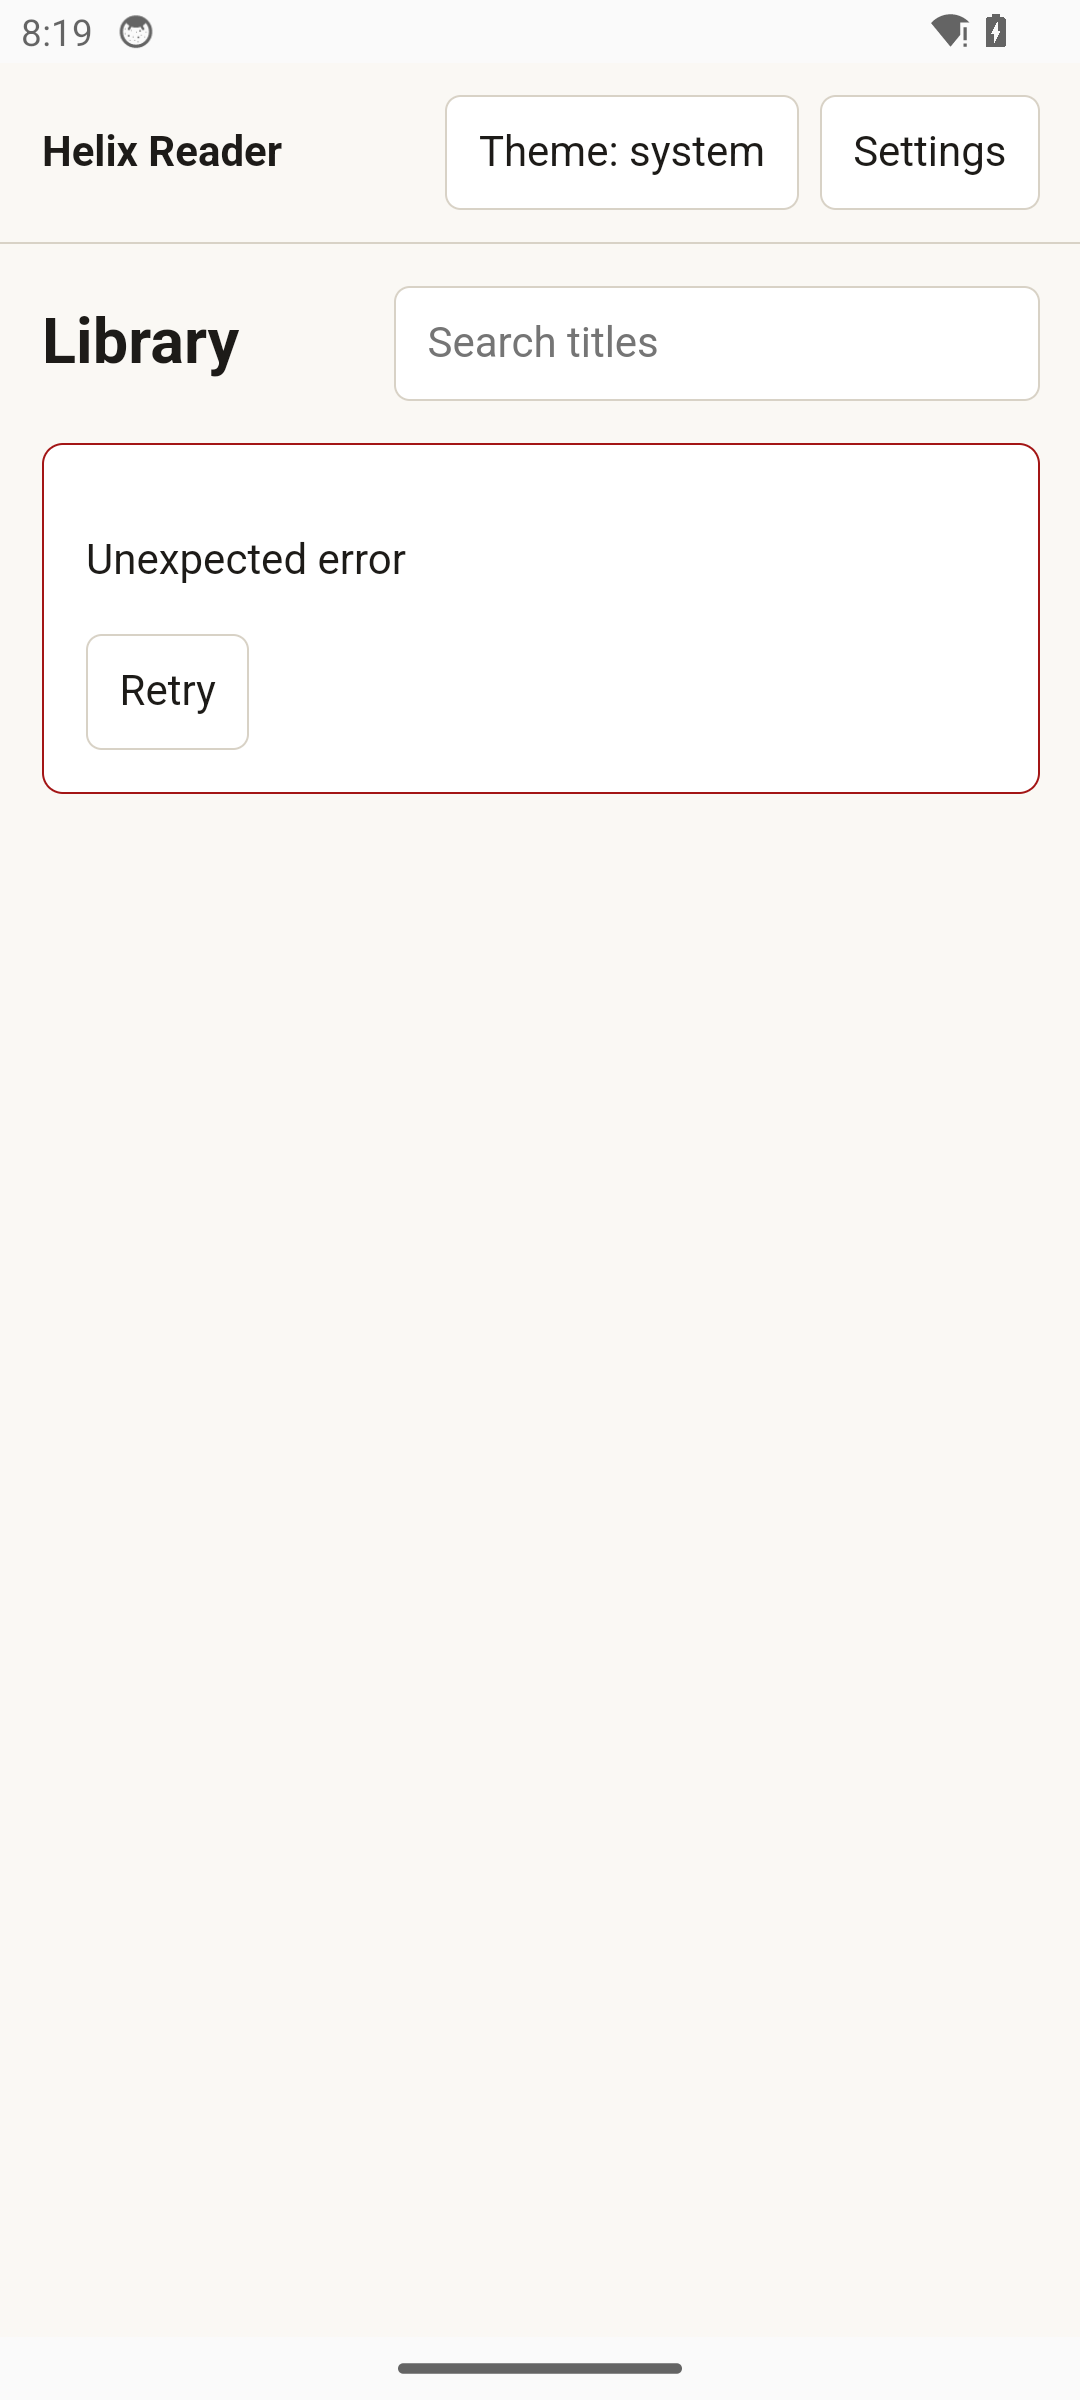 8:19
Helix Reader
Theme: system
Settings
Library
Search titles
Unexpected error
Retry